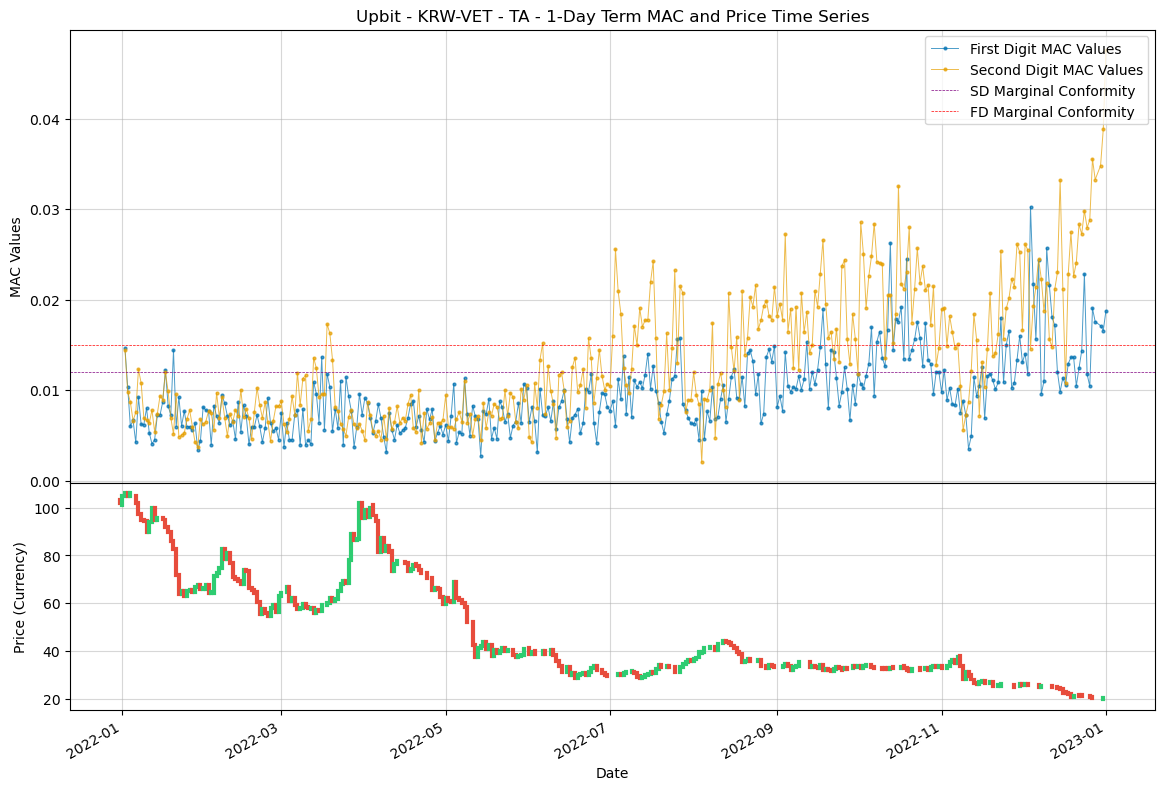 Upbit - KRW-VET - TA - 1-Day Term MAC and Price Time Series
First Digit MAC Values
Second Digit MAC Values
SD Marginal Conformity
FD Marginal Conformity
MAC Values
0.04
0.03
0.02
0.01
0.00
Price (Currency)
100
80
60
40
20
2022-01
2022-03
2022-05
2022-07
2022-09
2022-11
2023-01
Date